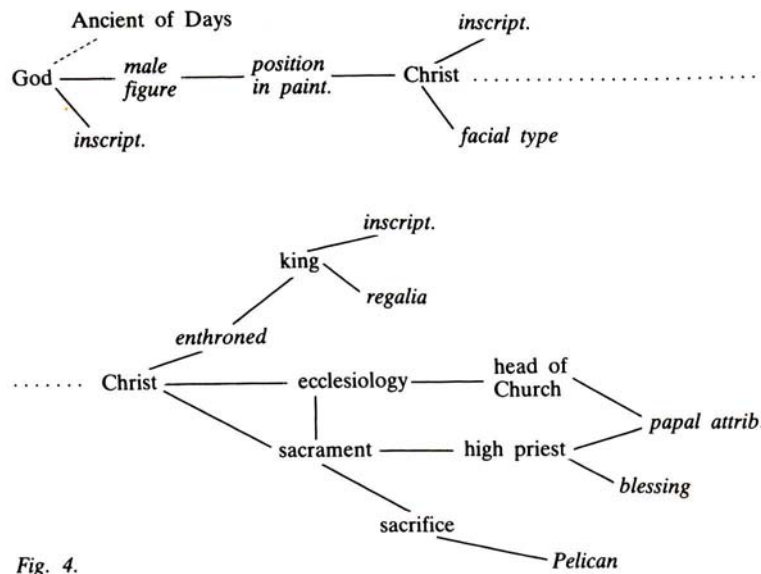 Ancient of Days
inscript.
God
male
figure
position
in paint.
Christ
inscript.
facial type
inscript.
king
regalia
enthroned
Christ
ecclesiology
head of
Church
papal attrib.
sacrament
high priest
blessing
sacrifice
Pelican
Fig. 4.